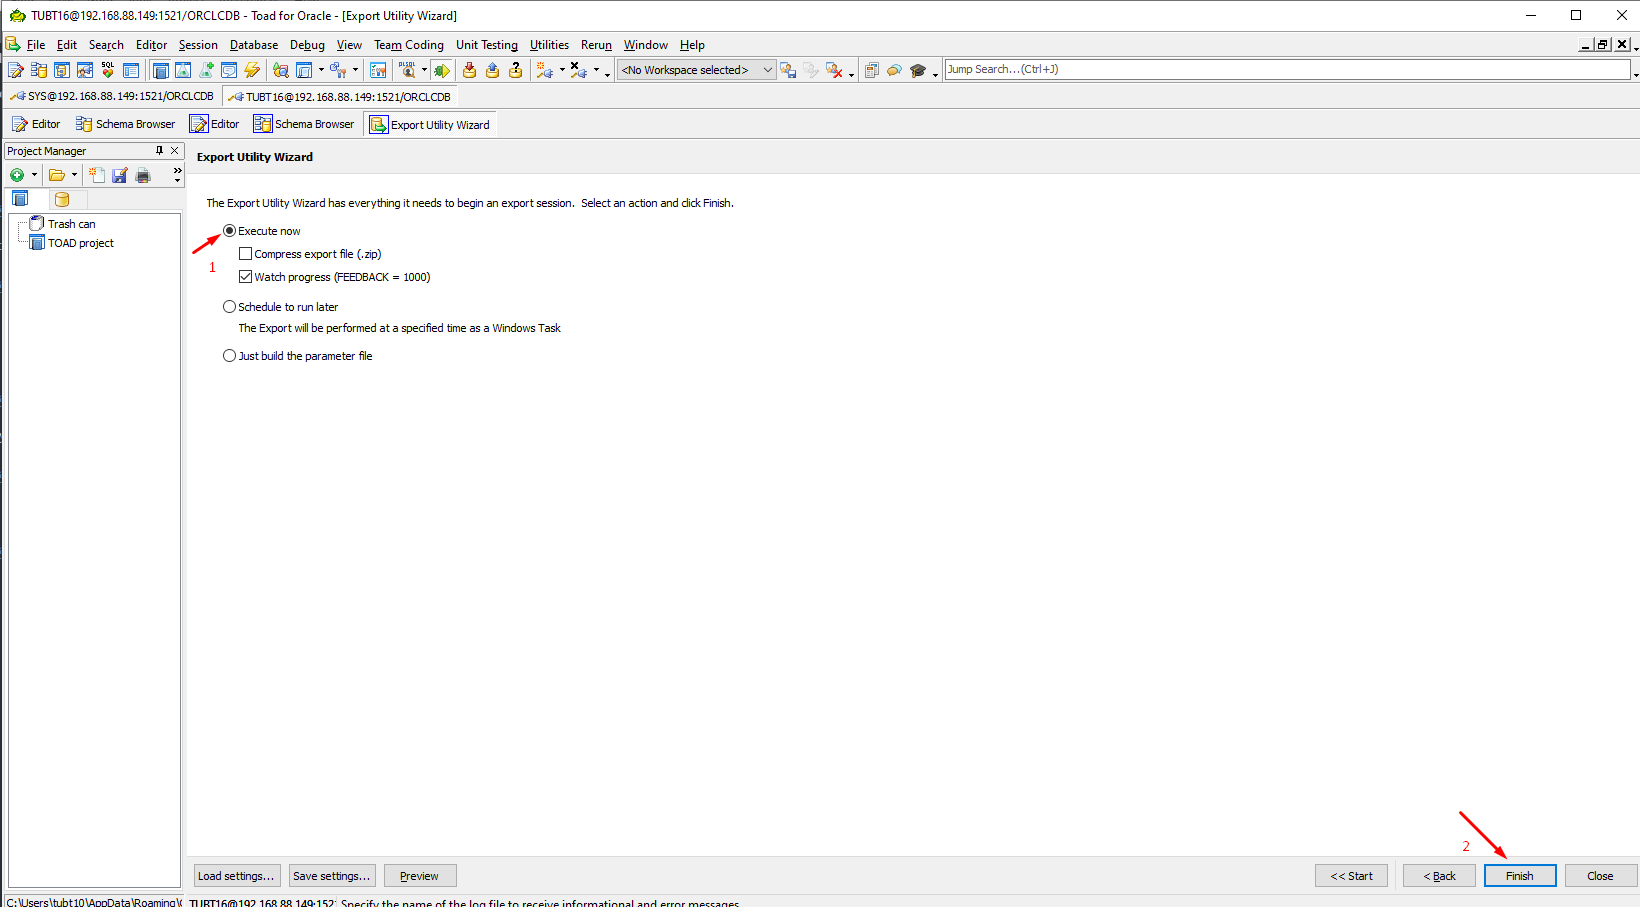 TUBT16@192.168.88.149:1521/ORCLCDB - Toad for Oracle - [Export Utility Wizard]
File Edit Search Editor Session Database Debug View Team Coding Unit Testing Utilities Rerun Window Help
SQL <No Workspace selected> Jump Search...(Ctrl+J)
SYS@192.168.88.149:1521/ORCLCDB TUBT16@192.168.88.149:1521/ORCLCDB
Editor Schema Browser Editor Schema Browser Export Utility Wizard
Project Manager
Export Utility Wizard
The Export Utility Wizard has everything it needs to begin an export session. Select an action and click Finish.
Trash can
TOAD project
Execute now
1
Compress export file (.zip)
Watch progress (FEEDBACK = 1000)
Schedule to run later
The Export will be performed at a specified time as a Windows Task
Just build the parameter file
2
Load settings... Save settings... Preview << Start < Back Finish Close
C:\Users\tubt10\AppData\Roaming\ TUBT16@192.168.88.149:152 Specify the name of the log file to receive informational and error messages